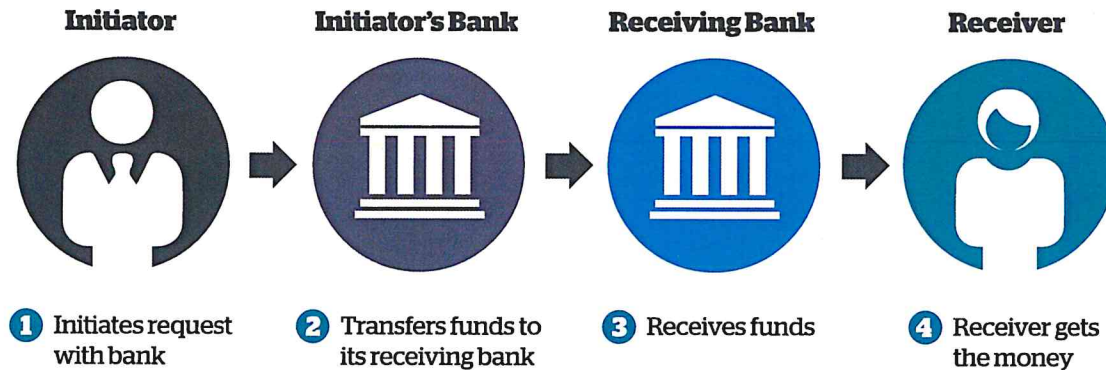 Initiator
Initiator's Bank
Receiving Bank
Receiver
1 Initiates request
with bank
2 Transfers funds to
its receiving bank
3 Receives funds
4 Receiver gets
the money